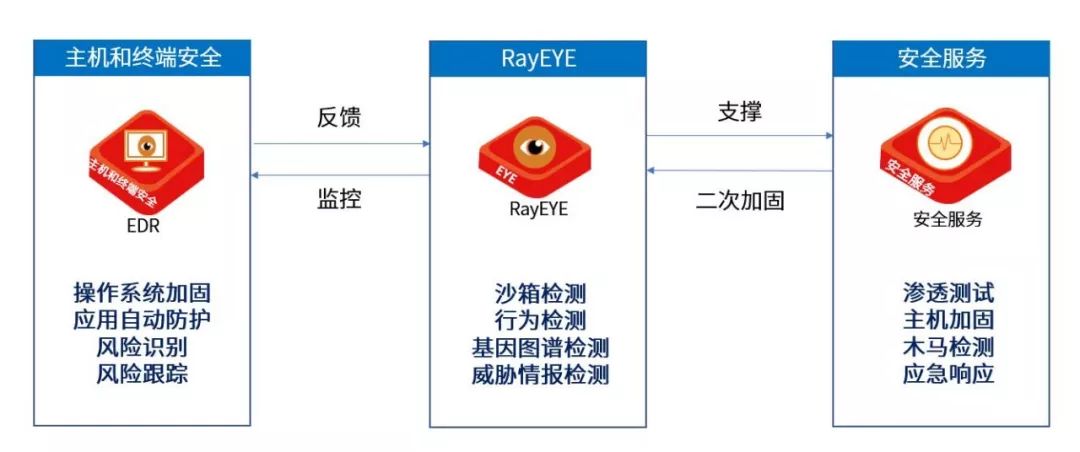 主机和终端安全
主机和终端安全
EDR
操作系统加固
应用自动防护
风险识别
风险跟踪
反馈
监控
RayEYE
EYE
RayEYE
沙箱检测
行为检测
基因图谱检测
威胁情报检测
支撑
二次加固
安全服务
安全服务
安全服务
渗透测试
主机加固
木马检测
应急响应